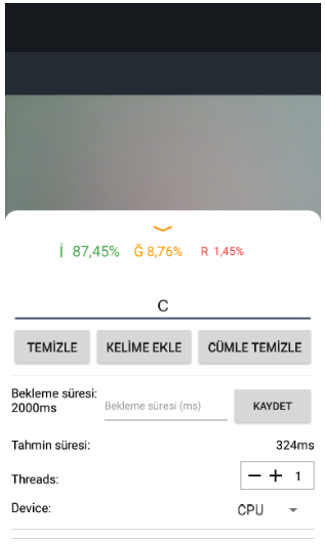 İ 87,45% Ğ 8,76% R 1,45%
C
TEMİZLE KELİME EKLE CÜMLE TEMİZLE
Bekleme süresi:
2000ms Bekleme süresi (ms) KAYDET
Tahmin süresi: 324ms
Threads: − + 1
Device: CPU